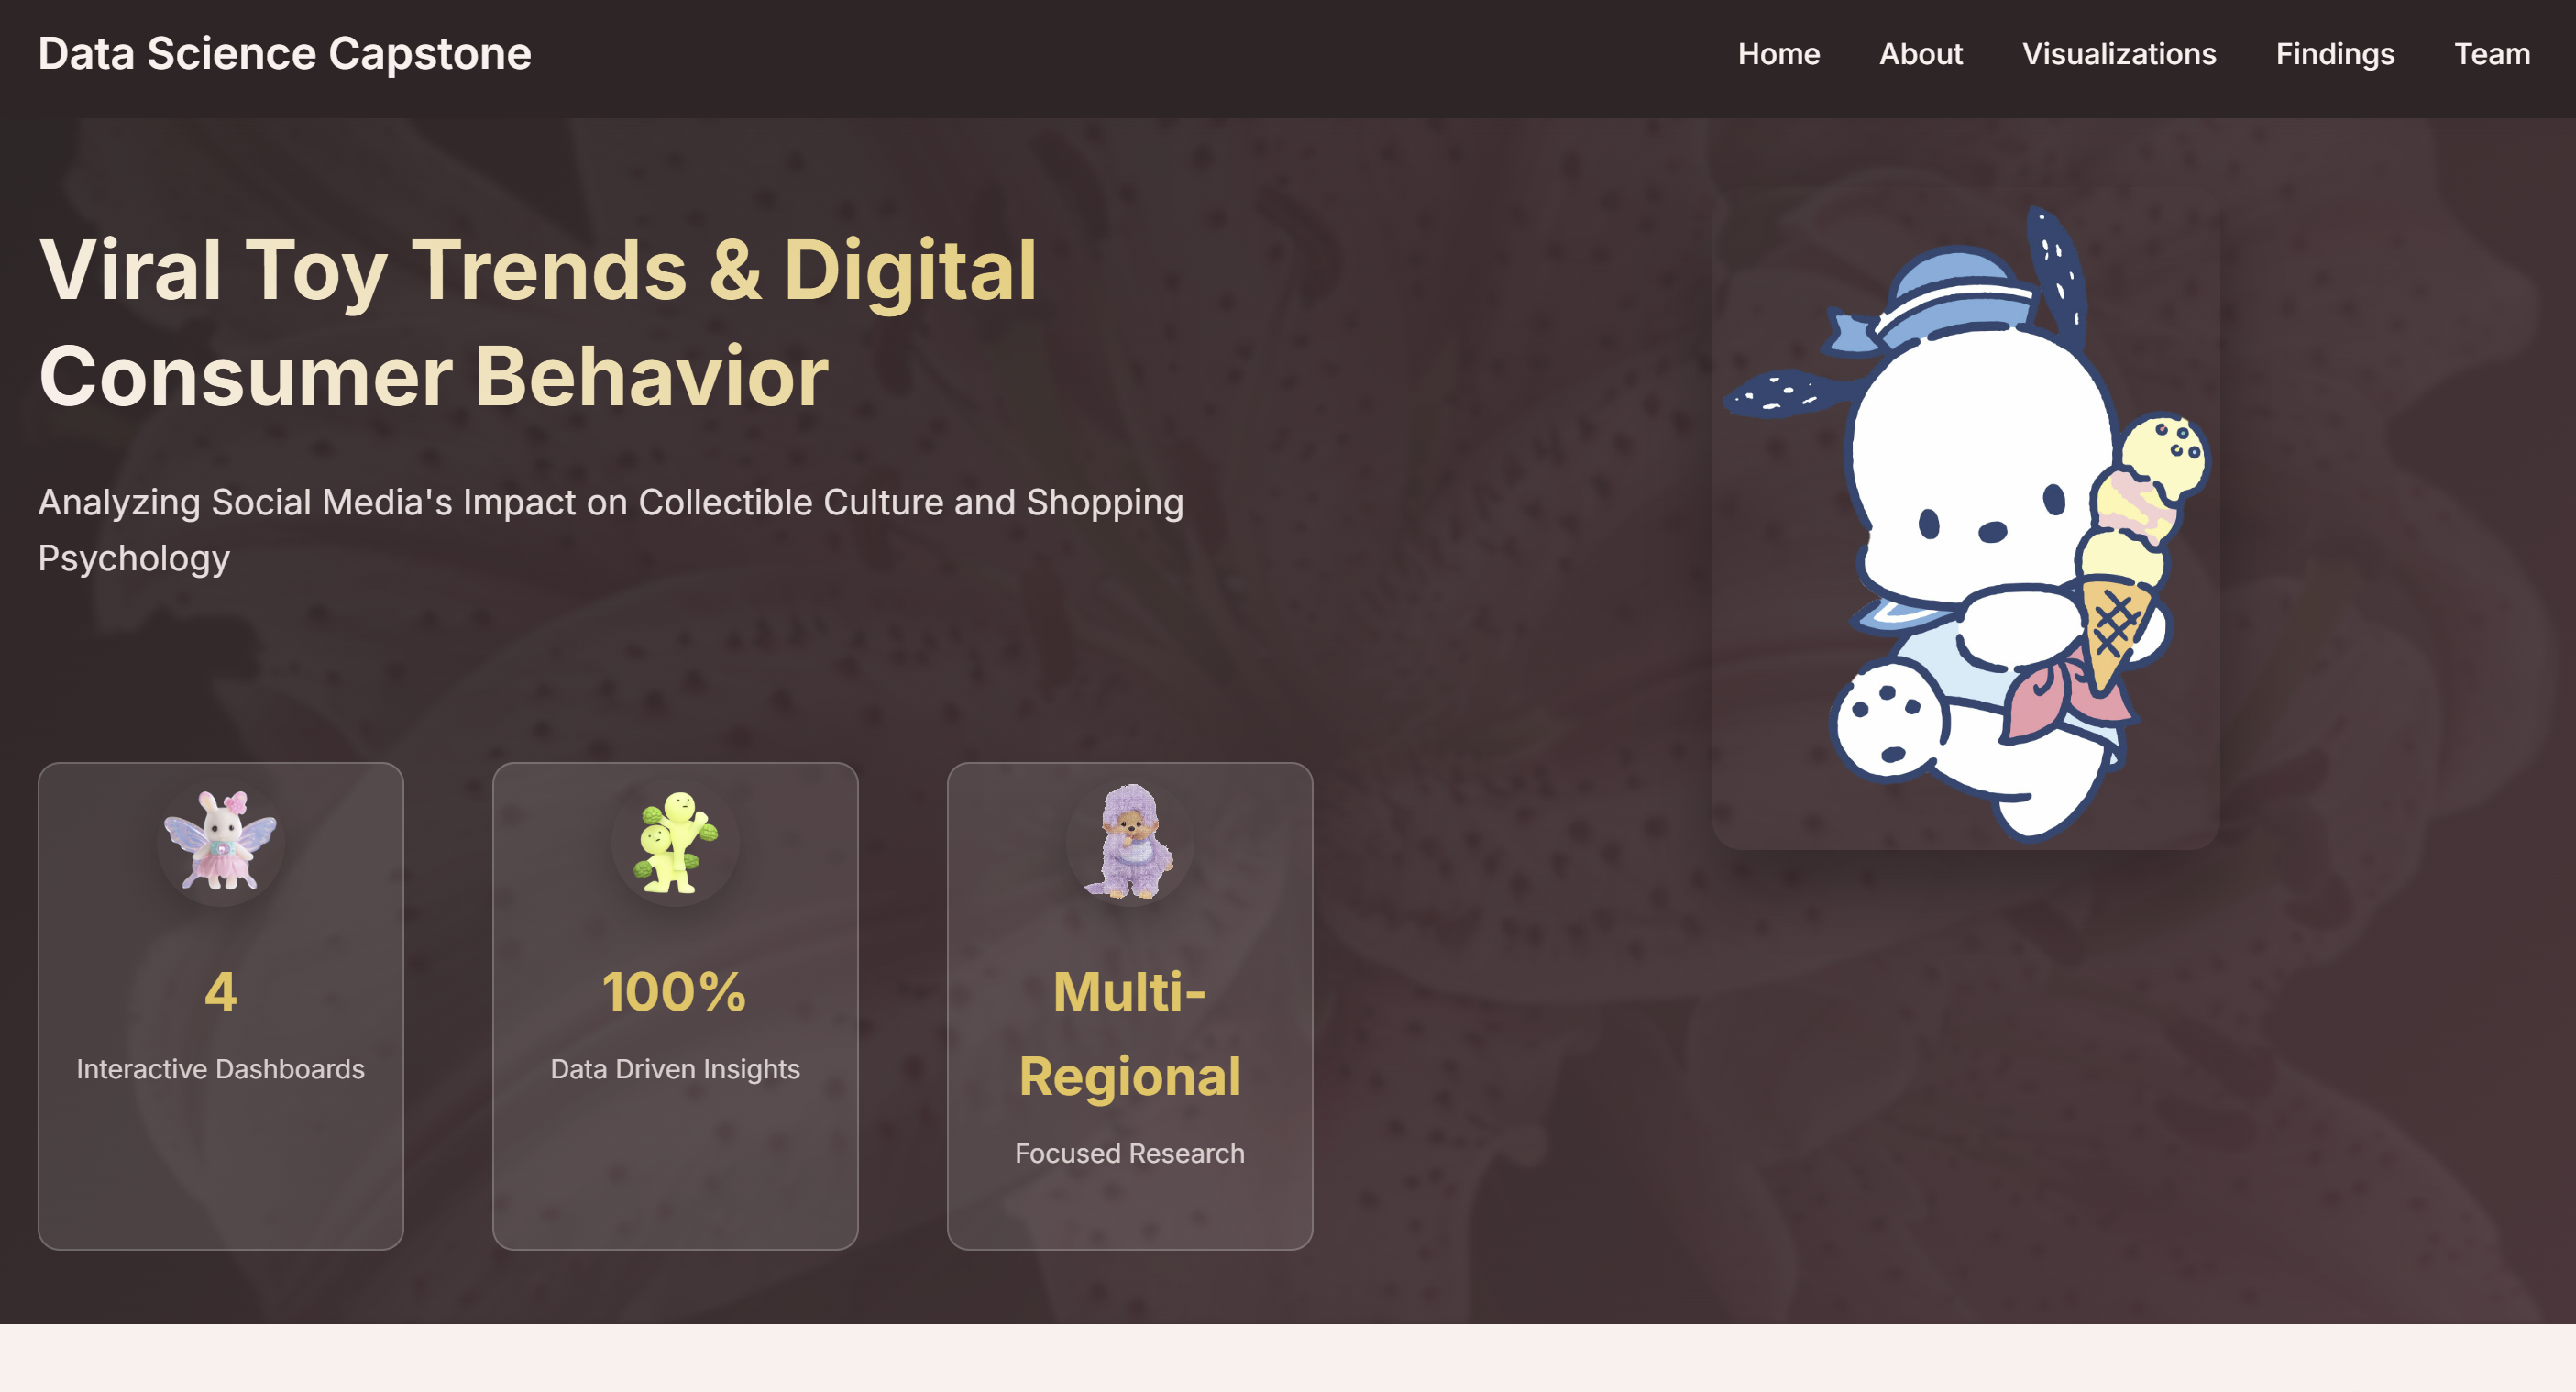 Data Science Capstone
Home
About
Visualizations
Findings
Team
Viral Toy Trends & Digital
Consumer Behavior
Analyzing Social Media's Impact on Collectible Culture and Shopping
Psychology
4
Interactive Dashboards
100%
Data Driven Insights
Multi-
Regional
Focused Research